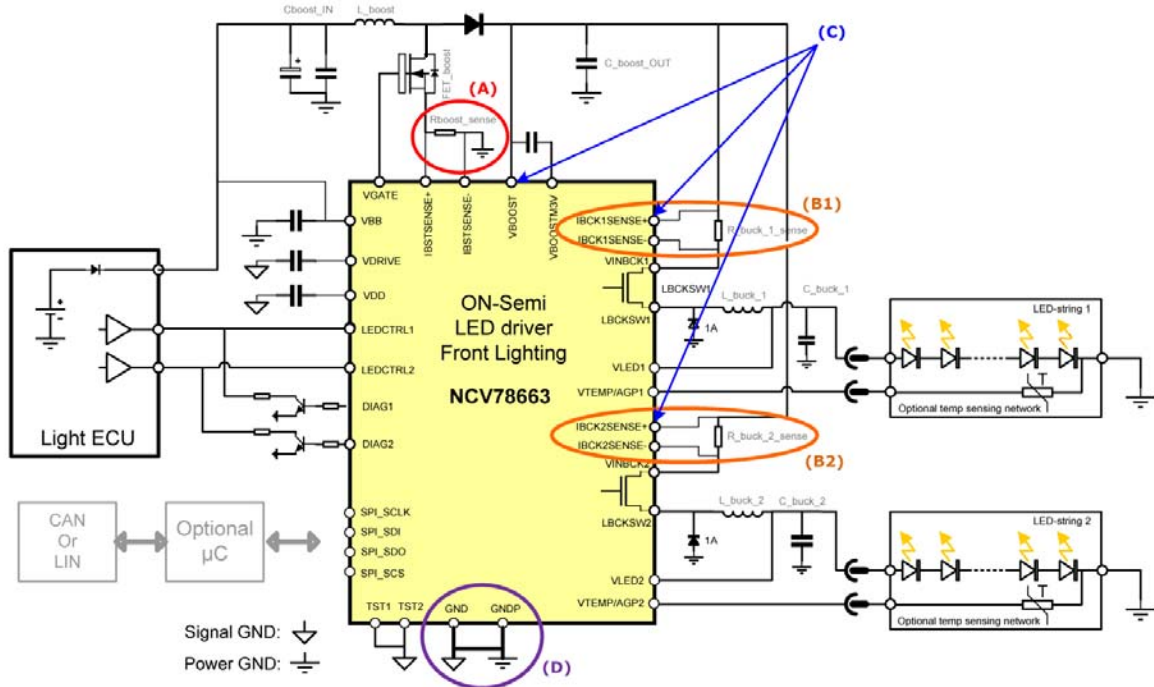 Cboost_IN
L_boost
(C)
FET_boost
C_boost_OUT
(A)
Rboost_sense
VGATE
IBSTSENSE+
IBSTSENSE-
VBOOST
VBOOSTM3V
(B1)
VBB
IBCK1SENSE+
R_buck_1_sense
IBCK1SENSE-
VDRIVE
VINBCK1
VDD
ON-Semi
LED driver
Front Lighting
NCV78663
LBCKSW1
LBCKSW1
L_buck_1
C_buck_1
1A
LED-string 1
LEDCTRL1
LEDCTRL2
VLED1
VTEMP/AGP1
T
Optional temp sensing network
DIAG1
DIAG2
Light ECU
IBCK2SENSE+
R_buck_2_sense
IBCK2SENSE-
(B2)
VINBCK2
LBCKSW2
L_buck_2
C_buck_2
1A
LED-string 2
CAN
Or
LIN
Optional
µC
SPI_SCLK
SPI_SDI
SPI_SDO
SPI_SCS
VLED2
VTEMP/AGP2
T
Optional temp sensing network
TST1
TST2
GND
GNDP
Signal GND:
Power GND:
(D)